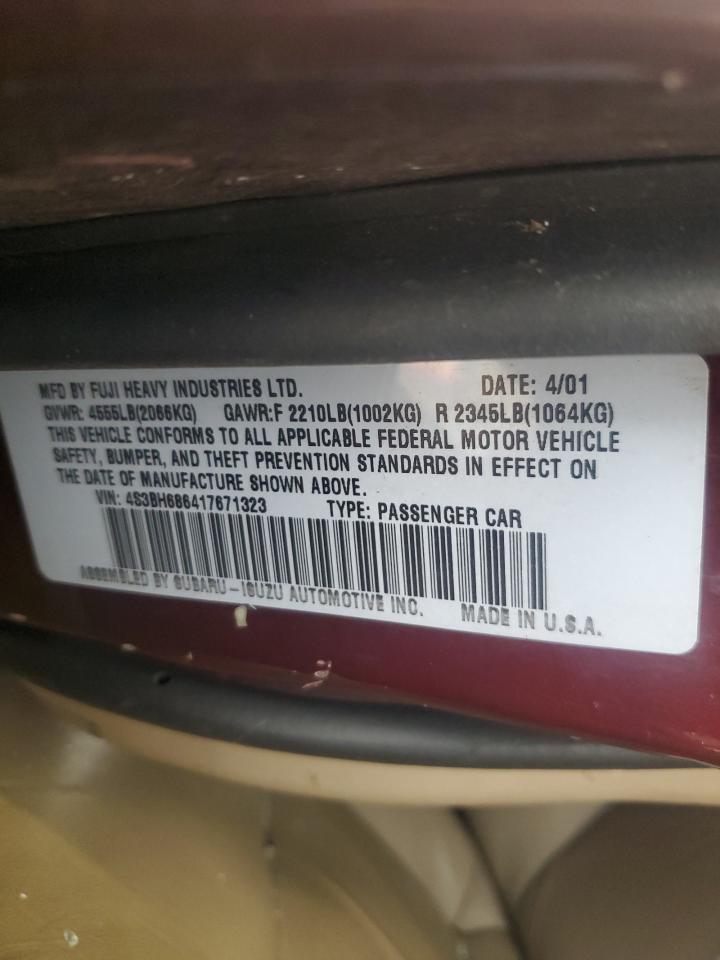 MFD BY FUJI HEAVY INDUSTRIES LTD. DATE: 4/01
GVWR: 4555LB(2066KG) GAWR:F 2210LB(1002KG) R 2345LB(1064KG)
THIS VEHICLE CONFORMS TO ALL APPLICABLE FEDERAL MOTOR VEHICLE
SAFETY, BUMPER, AND THEFT PREVENTION STANDARDS IN EFFECT ON
THE DATE OF MANUFACTURE SHOWN ABOVE.
VIN: 4S3BH686417671323 TYPE: PASSENGER CAR
ASSEMBLED BY SUBARU-ISUZU AUTOMOTIVE INC. MADE IN U.S.A.